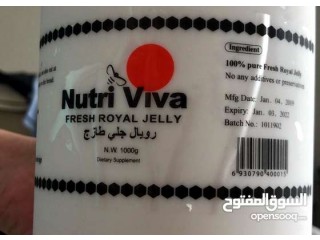 Nutri Viva
FRESH ROYAL JELLY
رويال جلي طازج
N.W. 1000g
Dietary Supplement
Ingredient
100% pure Fresh Royal Jelly
No any additives or preservative
Mfg Date: Jan. 04, 2019
Expiry: Jan. 03, 2022
Batch No.: 1011902
6 930790 400015
السوق المفتوح
opensooq.com